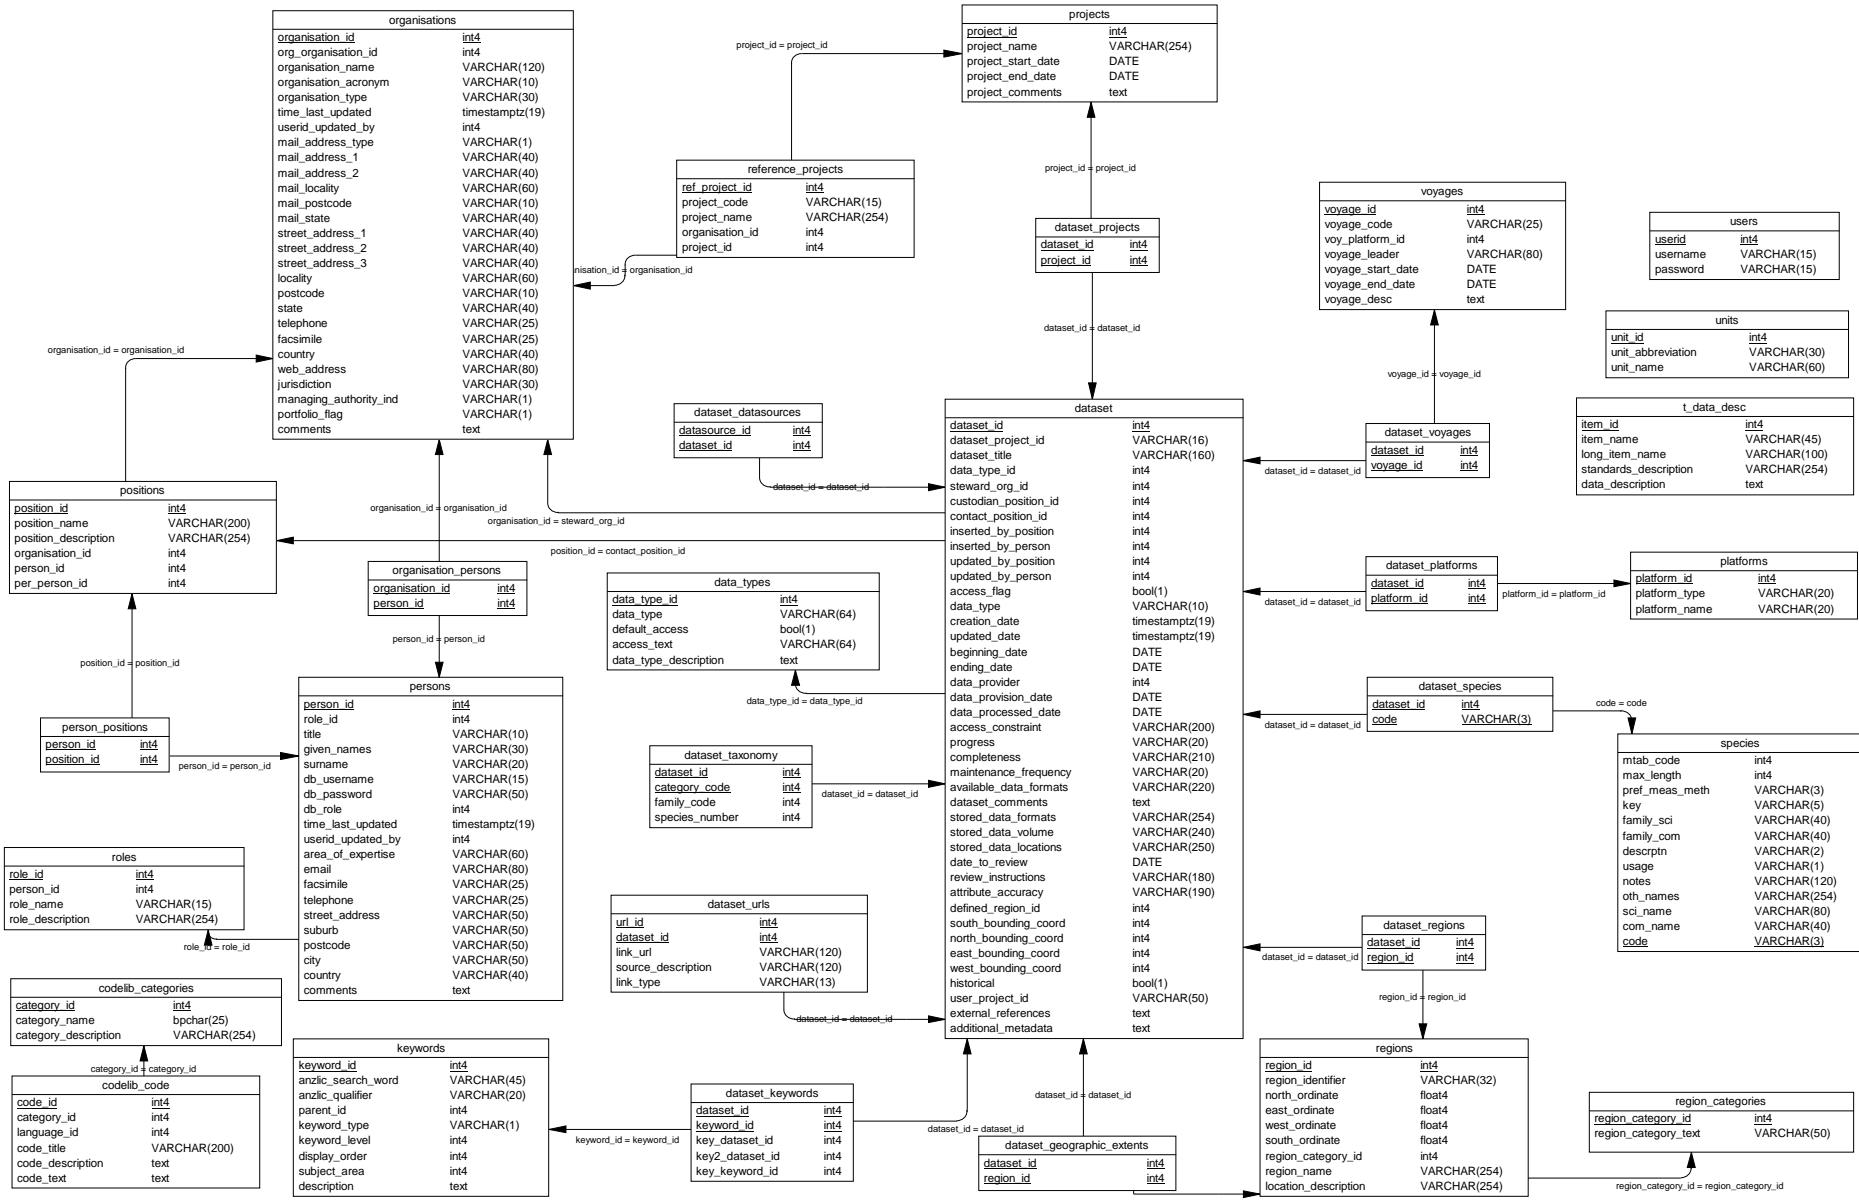 organisations
organisation_id int4
org_organisation_id int4
organisation_name VARCHAR(120)
organisation_acronym VARCHAR(10)
organisation_type VARCHAR(30)
time_last_updated timestamptz(19)
userid_updated_by int4
mail_address_type VARCHAR(1)
mail_address_1 VARCHAR(40)
mail_address_2 VARCHAR(40)
mail_locality VARCHAR(60)
mail_postcode VARCHAR(10)
mail_state VARCHAR(40)
street_address_1 VARCHAR(40)
street_address_2 VARCHAR(40)
street_address_3 VARCHAR(40)
locality VARCHAR(60)
postcode VARCHAR(10)
state VARCHAR(40)
telephone VARCHAR(25)
facsimile VARCHAR(25)
country VARCHAR(40)
web_address VARCHAR(80)
jurisdiction VARCHAR(30)
managing_authority_ind VARCHAR(1)
portfolio_flag VARCHAR(1)
comments text
projects
project_id int4
project_name VARCHAR(254)
project_start_date DATE
project_end_date DATE
project_comments text
project_id = project_id
reference_projects
ref_project_id int4
project_code VARCHAR(15)
project_name VARCHAR(254)
organisation_id int4
project_id int4
nisation_id = organisation_id
project_id = project_id
dataset_projects
dataset_id int4
project_id int4
dataset_id = dataset_id
voyages
voyage_id int4
voyage_code VARCHAR(25)
voy_platform_id int4
voyage_leader VARCHAR(80)
voyage_start_date DATE
voyage_end_date DATE
voyage_desc text
voyage_id = voyage_id
users
userid int4
username VARCHAR(15)
password VARCHAR(15)
units
unit_id int4
unit_abbreviation VARCHAR(30)
unit_name VARCHAR(60)
t_data_desc
item_id int4
item_name VARCHAR(45)
long_item_name VARCHAR(100)
standards_description VARCHAR(254)
data_description text
organisation_id = organisation_id
positions
position_id int4
position_name VARCHAR(200)
position_description VARCHAR(254)
organisation_id int4
person_id int4
per_person_id int4
dataset_datasources
datasource_id int4
dataset_id int4
dataset_id = dataset_id
organisation_id = organisation_id
organisation_id = steward_org_id
position_id = contact_position_id
dataset
dataset_id int4
dataset_project_id VARCHAR(16)
dataset_title VARCHAR(160)
data_type_id int4
steward_org_id int4
custodian_position_id int4
contact_position_id int4
inserted_by_position int4
inserted_by_person int4
updated_by_position int4
updated_by_person int4
access_flag bool(1)
data_type VARCHAR(10)
creation_date timestamptz(19)
updated_date timestamptz(19)
beginning_date DATE
ending_date DATE
data_provider int4
data_provision_date DATE
data_processed_date DATE
access_constraint VARCHAR(200)
progress VARCHAR(20)
completeness VARCHAR(210)
maintenance_frequency VARCHAR(20)
available_data_formats VARCHAR(220)
dataset_comments text
stored_data_formats VARCHAR(254)
stored_data_volume VARCHAR(240)
stored_data_locations VARCHAR(250)
date_to_review DATE
review_instructions VARCHAR(180)
attribute_accuracy VARCHAR(190)
defined_region_id int4
south_bounding_coord int4
north_bounding_coord int4
east_bounding_coord int4
west_bounding_coord int4
historical bool(1)
user_project_id VARCHAR(50)
external_references text
additional_metadata text
dataset_voyages
dataset_id int4
voyage_id int4
dataset_id = dataset_id
organisation_persons
organisation_id int4
person_id int4
person_id = person_id
data_types
data_type_id int4
data_type VARCHAR(64)
default_access bool(1)
access_text VARCHAR(64)
data_type_description text
data_type_id = data_type_id
dataset_platforms
dataset_id int4
platform_id int4
dataset_id = dataset_id
platform_id = platform_id
platforms
platform_id int4
platform_type VARCHAR(20)
platform_name VARCHAR(20)
position_id = position_id
person_positions
person_id int4
position_id int4
person_id = person_id
persons
person_id int4
role_id int4
title VARCHAR(10)
given_names VARCHAR(30)
surname VARCHAR(20)
db_username VARCHAR(15)
db_password VARCHAR(50)
db_role int4
time_last_updated timestamptz(19)
userid_updated_by int4
area_of_expertise VARCHAR(60)
email VARCHAR(80)
facsimile VARCHAR(25)
telephone VARCHAR(25)
street_address VARCHAR(50)
suburb VARCHAR(50)
postcode VARCHAR(50)
city VARCHAR(50)
country VARCHAR(40)
comments text
dataset_taxonomy
dataset_id int4
category_code int4
family_code int4
species_number int4
dataset_id = dataset_id
dataset_species
dataset_id int4
code VARCHAR(3)
dataset_id = dataset_id
code = code
species
mtab_code int4
max_length int4
pref_meas_meth VARCHAR(3)
key VARCHAR(5)
family_sci VARCHAR(40)
family_com VARCHAR(40)
descrptn VARCHAR(2)
usage VARCHAR(1)
notes VARCHAR(120)
oth_names VARCHAR(254)
sci_name VARCHAR(80)
com_name VARCHAR(40)
code VARCHAR(3)
roles
role_id int4
person_id int4
role_name VARCHAR(15)
role_description VARCHAR(254)
role_id = role_id
dataset_urls
url_id int4
dataset_id int4
link_url VARCHAR(120)
source_description VARCHAR(120)
link_type VARCHAR(13)
dataset_id = dataset_id
dataset_regions
dataset_id int4
region_id int4
dataset_id = dataset_id
region_id = region_id
codelib_categories
category_id int4
category_name bpchar(25)
category_description VARCHAR(254)
category_id = category_id
codelib_code
code_id int4
category_id int4
language_id int4
code_title VARCHAR(200)
code_description text
code_text text
keywords
keyword_id int4
anzlic_search_word VARCHAR(45)
anzlic_qualifier VARCHAR(20)
parent_id int4
keyword_type VARCHAR(1)
keyword_level int4
display_order int4
subject_area int4
description text
keyword_id = keyword_id
dataset_keywords
dataset_id int4
keyword_id int4
key_dataset_id int4
key2_dataset_id int4
key_keyword_id int4
dataset_id = dataset_id
dataset_id = dataset_id
dataset_geographic_extents
dataset_id int4
region_id int4
regions
region_id int4
region_identifier VARCHAR(32)
north_ordinate float4
east_ordinate float4
west_ordinate float4
south_ordinate float4
region_category_id int4
region_name VARCHAR(254)
location_description VARCHAR(254)
region_categories
region_category_id int4
region_category_text VARCHAR(50)
region_category_id = region_category_id